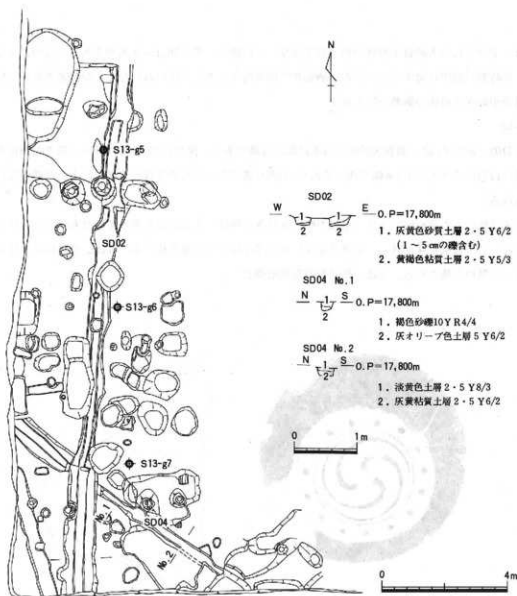 N
S13-g5
SD02
S13-g6
S13-g7
SD04
No.1
No.2
SD02
W E O.P=17,800m
1
2
1
2
1. 灰黄色砂質土層2・5Y6/2
(1～5cmの礫含む)
2. 黄褐色粘質土層2・5Y5/3
SD04 No.1
N S O.P=17,800m
1
2
1. 褐色砂礫10YR4/4
2. 灰オリーブ色土層5Y6/2
SD04 No.2
N S O.P=17,800m
1
2
1. 淡黄色土層2・5Y8/3
2. 灰黄粘質土層2・5Y6/2
0 1m
0 4m